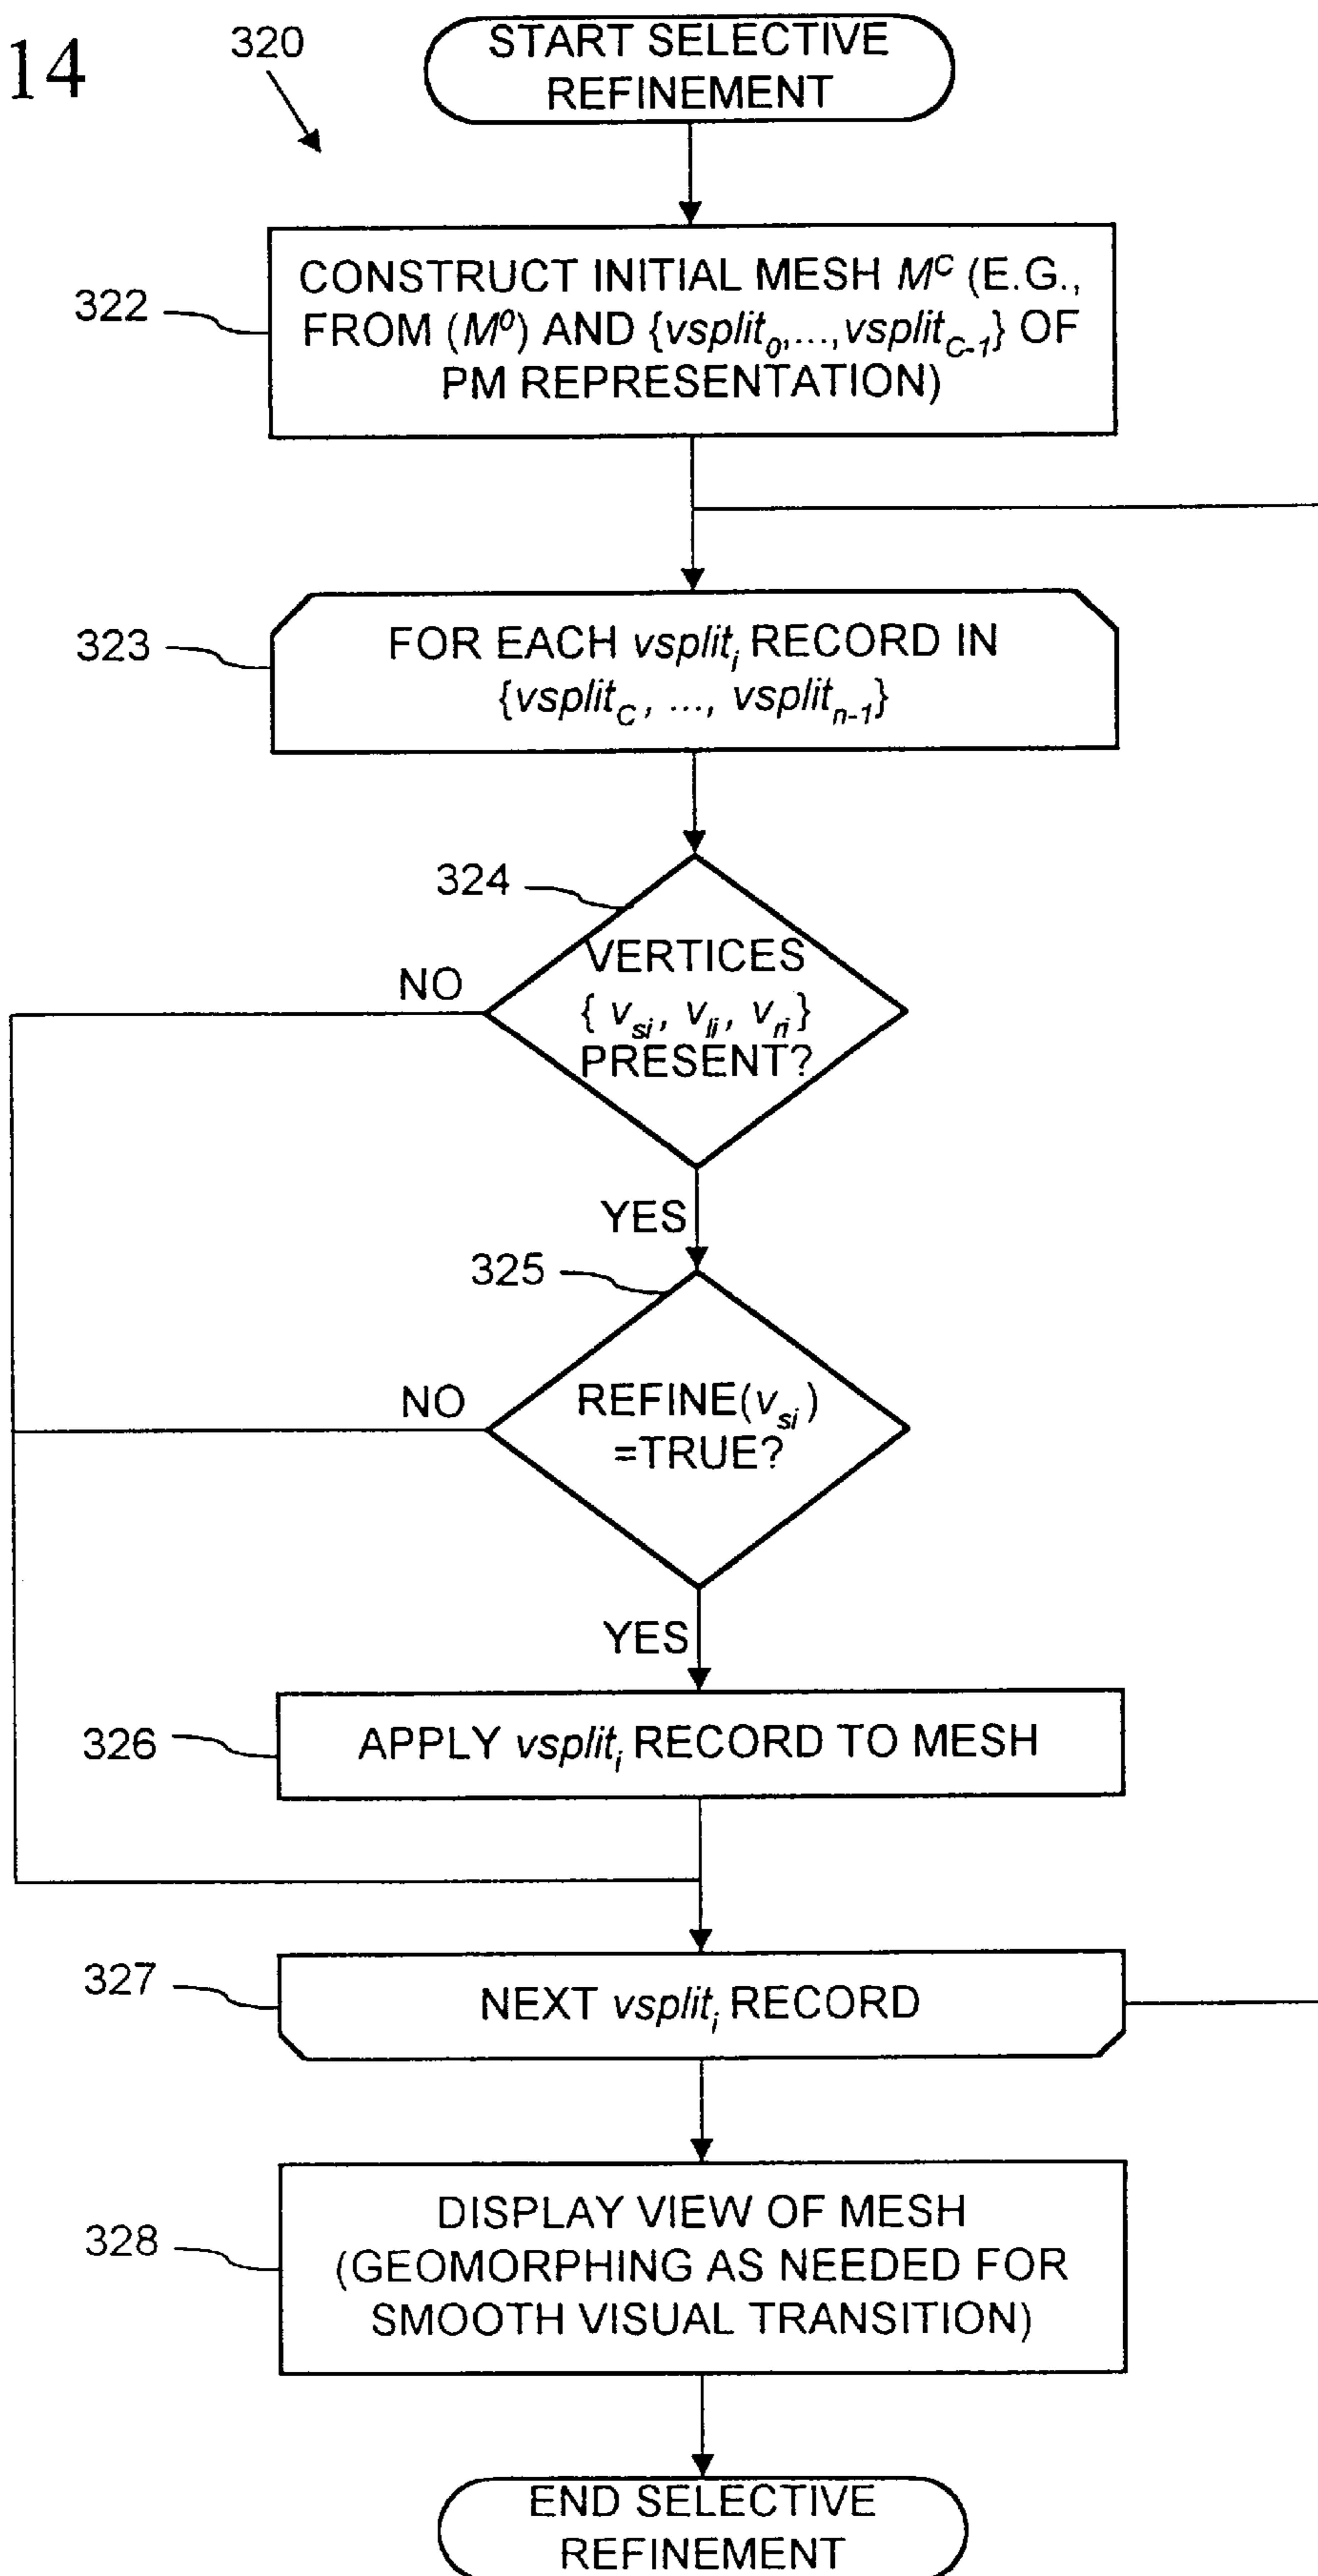 14
320
START SELECTIVE
REFINEMENT
322
CONSTRUCT INITIAL MESH M^C (E.G.,
FROM (M^0) AND {vsplit_0,...,vsplit_C-1} OF
PM REPRESENTATION)
323
FOR EACH vsplit_i RECORD IN
{vsplit_C, ..., vsplit_n-1}
324
VERTICES
{ v_si, v_li, v_ri }
PRESENT?
NO
YES
325
REFINE(v_si)
=TRUE?
NO
YES
326
APPLY vsplit_i RECORD TO MESH
327
NEXT vsplit_i RECORD
328
DISPLAY VIEW OF MESH
(GEOMORPHING AS NEEDED FOR
SMOOTH VISUAL TRANSITION)
END SELECTIVE
REFINEMENT